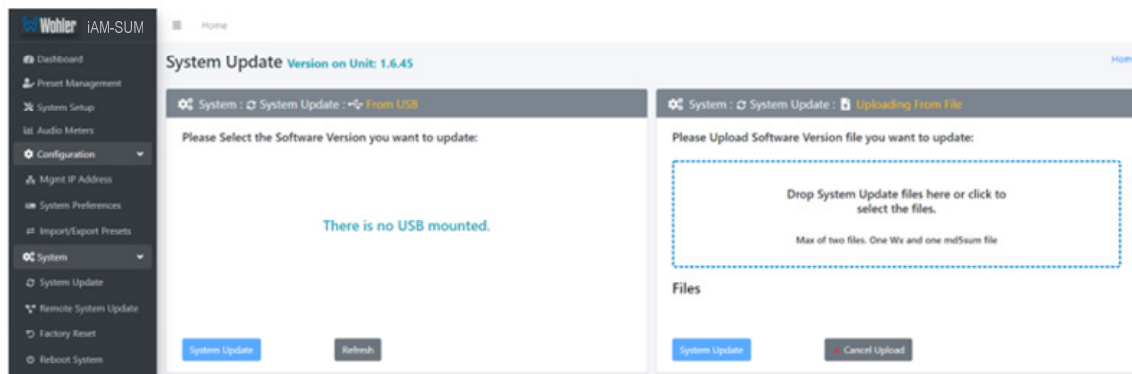 Wohler iAM-SUM
Home
Dashboard
Preset Management
System Setup
Audio Meters
Configuration
Mgmt IP Address
System Preferences
Import/Export Presets
System
System Update
Remote System Update
Factory Reset
Reboot System
System Update Version on Unit: 1.6.45
Hom
System : System Update : From USB
Please Select the Software Version you want to update:
There is no USB mounted.
System Update Refresh
System : System Update : Uploading From File
Please Upload Software Version file you want to update:
Drop System Update files here or click to
select the files.
Max of two files. One Wx and one md5sum file
Files
System Update Cancel Upload